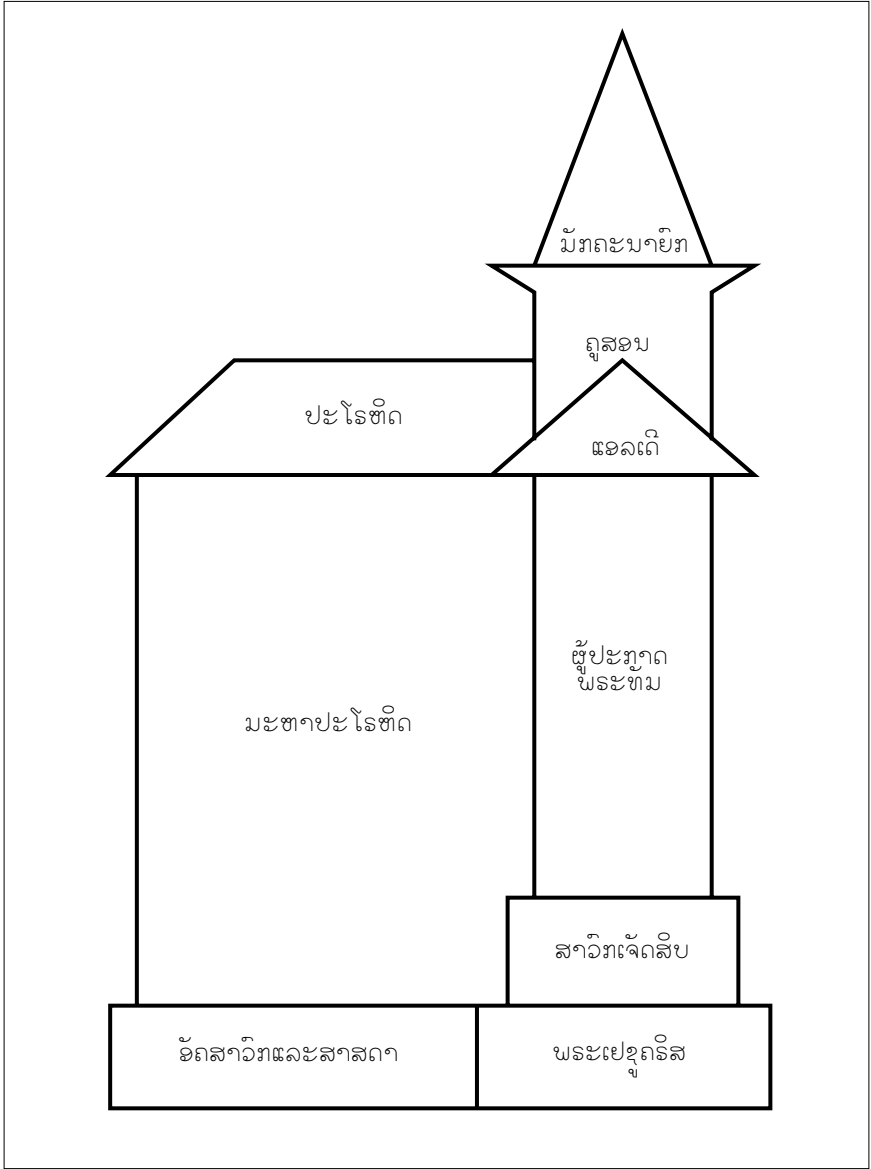 ມັກຄະນາຍົກ
ຄູສອນ
ປະໂຣຫິດ
ແອລເດີ
ຜູ້ປະກາດ
ພຣະທັມ
ມະຫາປະໂຣຫິດ
ສາວົກເຈັດສິບ
ອັຄສາວົກແລະສາສດາ
ພຣະເຢຊູຄຣິສ